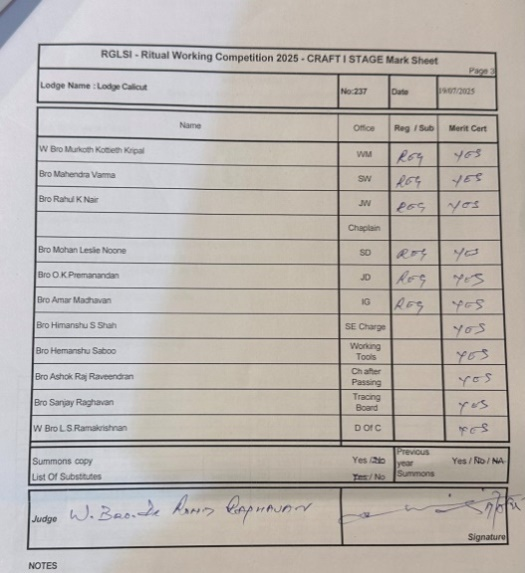 RGLSI - Ritual Working Competition 2025 - CRAFT I STAGE Mark Sheet
Page 3
Lodge Name : Lodge Calicut No:237 Date 19/07/2025
Name Office Reg / Sub Merit Cert
W Bro Murkoth Kottieth Kripal WM REG YES
Bro Mahendra Varma SW REG YES
Bro Rahul K Nair JW REG YES
Chaplain
Bro Mohan Leslie Noone SD REG YES
Bro O.K Premanandan JD REG YES
Bro Amar Madhavan IG REG YES
Bro Himanshu S Shah SE Charge YES
Bro Hemanshu Saboo Working Tools YES
Bro Ashok Raj Raveendran Ch after Passing YES
Bro Sanjay Raghavan Tracing Board YES
W Bro L.S Ramakrishnan D Of C YES
Summons copy Yes / No Previous year Summons Yes / No / NA
List Of Substitutes Yes / No
Judge W. Bro. RAGHAVAN
Signature
NOTES